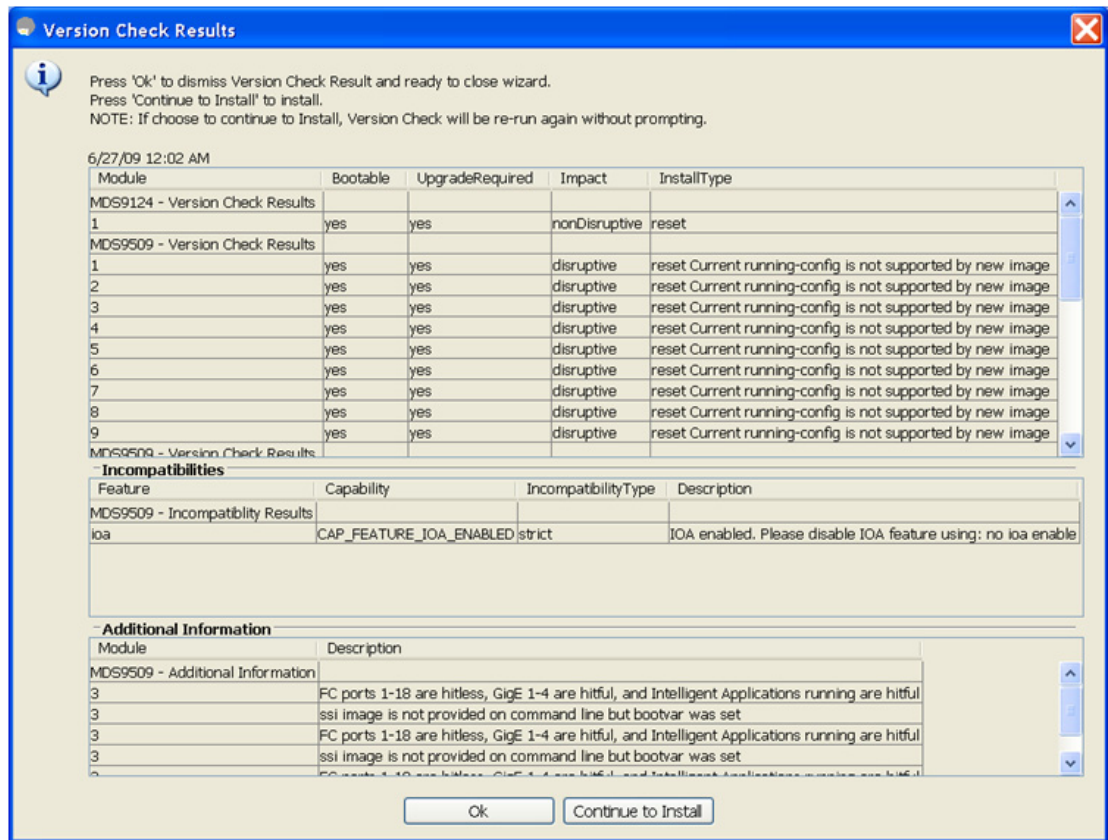 Version Check Results
Press 'Ok' to dismiss Version Check Result and ready to close wizard.
Press 'Continue to Install' to install.
NOTE: If choose to continue to Install, Version Check will be re-run again without prompting.
6/27/09 12:02 AM
Module Bootable UpgradeRequired Impact InstallType
MDS9124 - Version Check Results
1 yes yes nonDisruptive reset
MDS9509 - Version Check Results
1 yes yes disruptive reset Current running-config is not supported by new image
2 yes yes disruptive reset Current running-config is not supported by new image
3 yes yes disruptive reset Current running-config is not supported by new image
4 yes yes disruptive reset Current running-config is not supported by new image
5 yes yes disruptive reset Current running-config is not supported by new image
6 yes yes disruptive reset Current running-config is not supported by new image
7 yes yes disruptive reset Current running-config is not supported by new image
8 yes yes disruptive reset Current running-config is not supported by new image
9 yes yes disruptive reset Current running-config is not supported by new image
MDS9509 - Version Check Results
Incompatibilities
Feature Capability IncompatibilityType Description
MDS9509 - Incompatiblity Results
ioa CAP_FEATURE_IOA_ENABLED strict IOA enabled. Please disable IOA feature using: no ioa enable
Additional Information
Module Description
MDS9509 - Additional Information
3 FC ports 1-18 are hitless, GigE 1-4 are hitful, and Intelligent Applications running are hitful
3 ssi image is not provided on command line but bootvar was set
3 FC ports 1-18 are hitless, GigE 1-4 are hitful, and Intelligent Applications running are hitful
3 ssi image is not provided on command line but bootvar was set
Ok Continue to Install